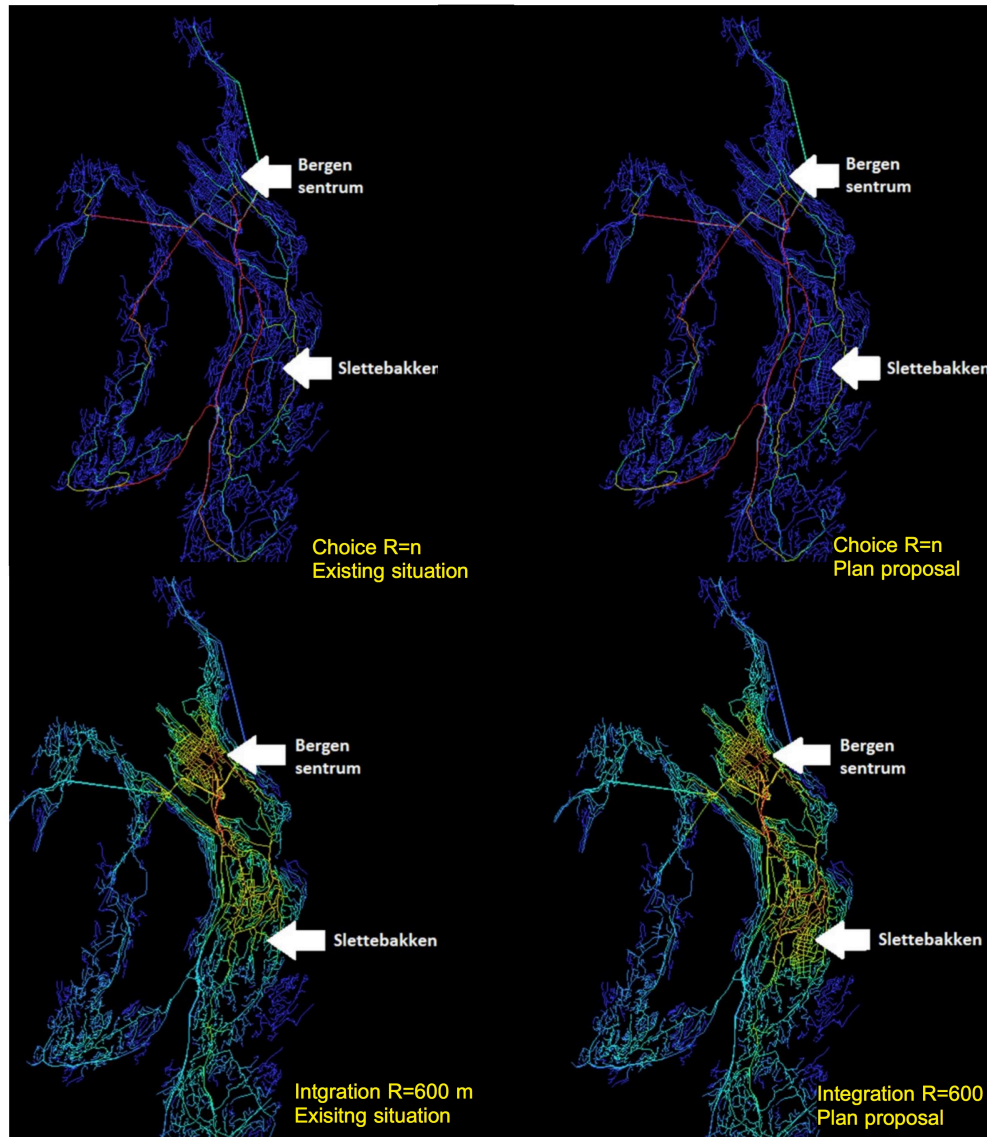 Bergen
sentrum
Slettebakken
Choice R=n
Existing situation
Bergen
sentrum
Slettebakken
Choice R=n
Plan proposal
Bergen
sentrum
Slettebakken
Intgration R=600 m
Exisitng situation
Bergen
sentrum
Slettebakken
Integration R=600
Plan proposal